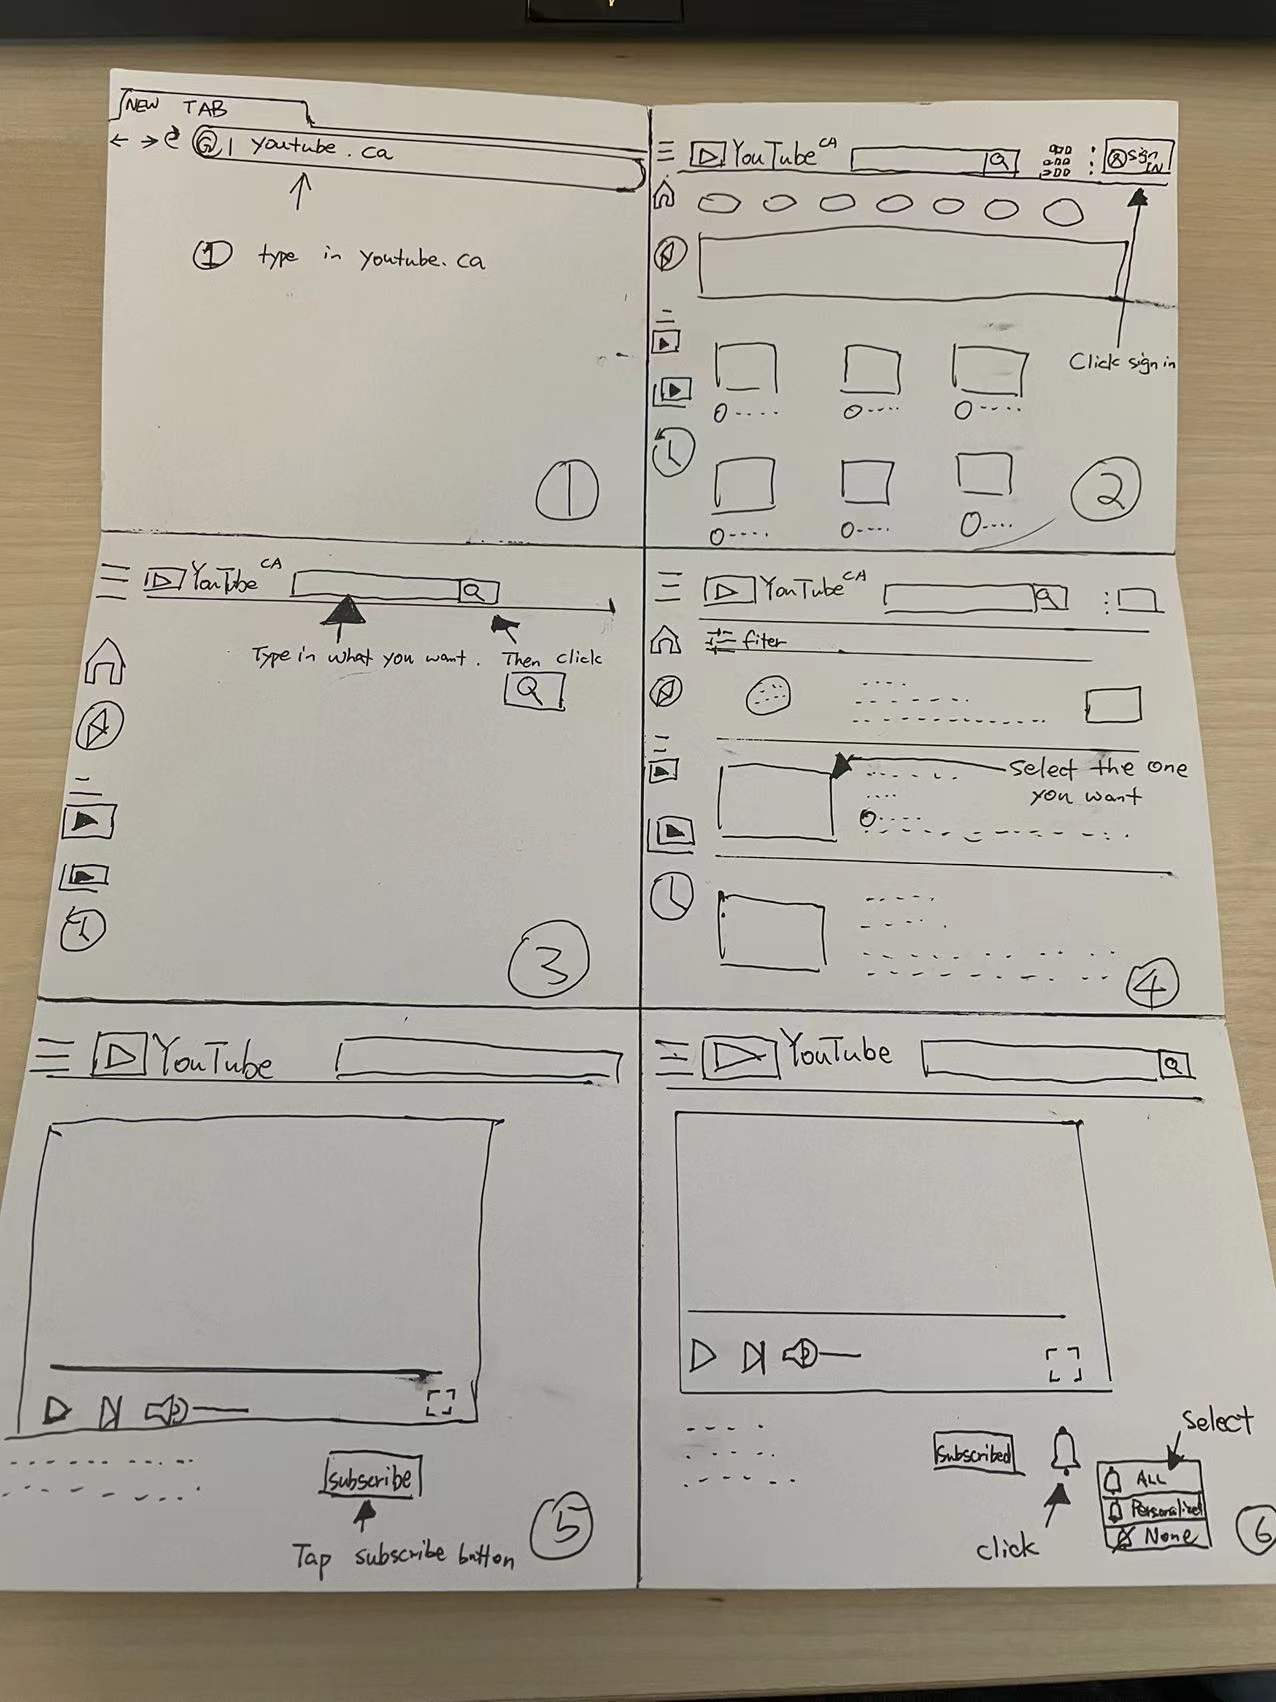 NEW TAB
youtube.ca
1 type in youtube.ca
1
YouTube CA
sign IN
Click sign in
2
YouTube CA
Type in what you want. Then click
3
YouTube CA
fiter
Select the one
you want
4
YouTube
subscribe
Tap subscribe button
5
YouTube
Subscribed
select
ALL
Personalized
None
click
6